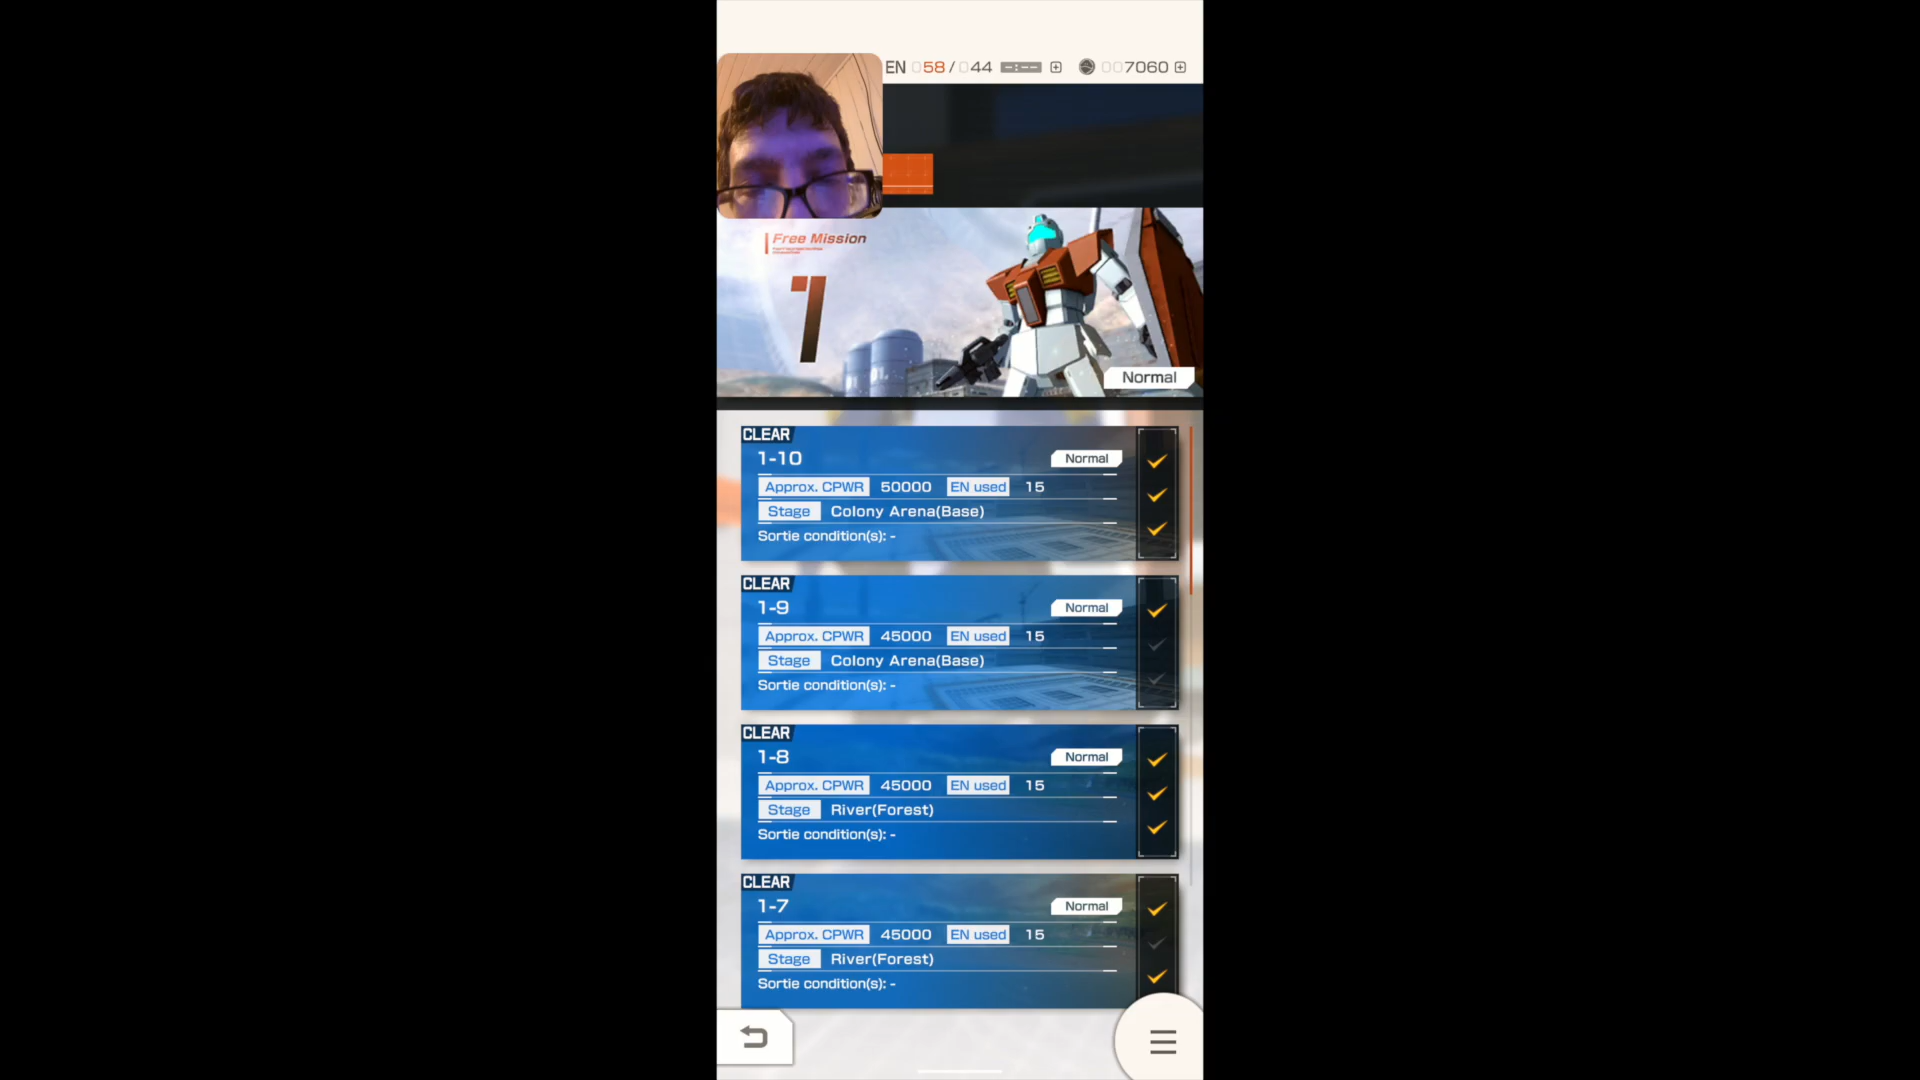 EN 058/044 --:-- 007060
Free Mission
1
Normal
CLEAR
1-10
Normal
Approx. CPWR 50000 EN used 15
Stage Colony Arena(Base)
Sortie condition(s): -
CLEAR
1-9
Normal
Approx. CPWR 45000 EN used 15
Stage Colony Arena(Base)
Sortie condition(s): -
CLEAR
1-8
Normal
Approx. CPWR 45000 EN used 15
Stage River(Forest)
Sortie condition(s): -
CLEAR
1-7
Normal
Approx. CPWR 45000 EN used 15
Stage River(Forest)
Sortie condition(s): -